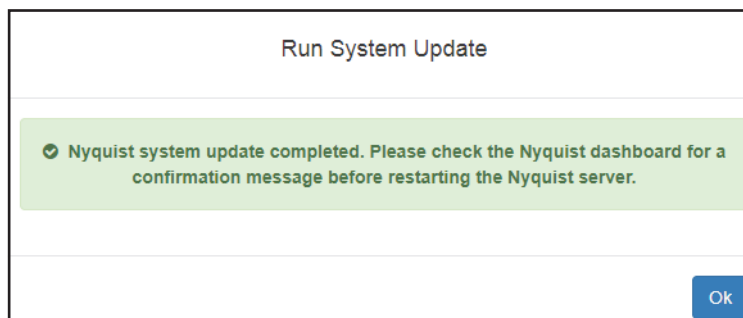 Run System Update
Nyquist system update completed. Please check the Nyquist dashboard for a
confirmation message before restarting the Nyquist server.
Ok